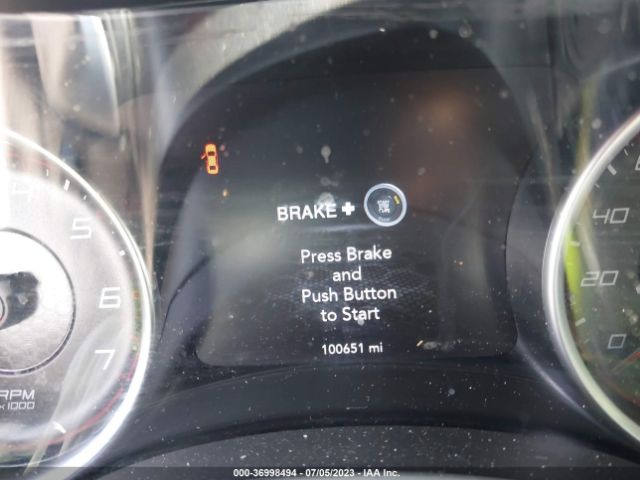 BRAKE +
Press Brake
and
Push Button
to Start
100651 mi
5
6
7
RPM
x1000
40
20
0
000-36998494 - 07/05/2023 - IAA Inc.